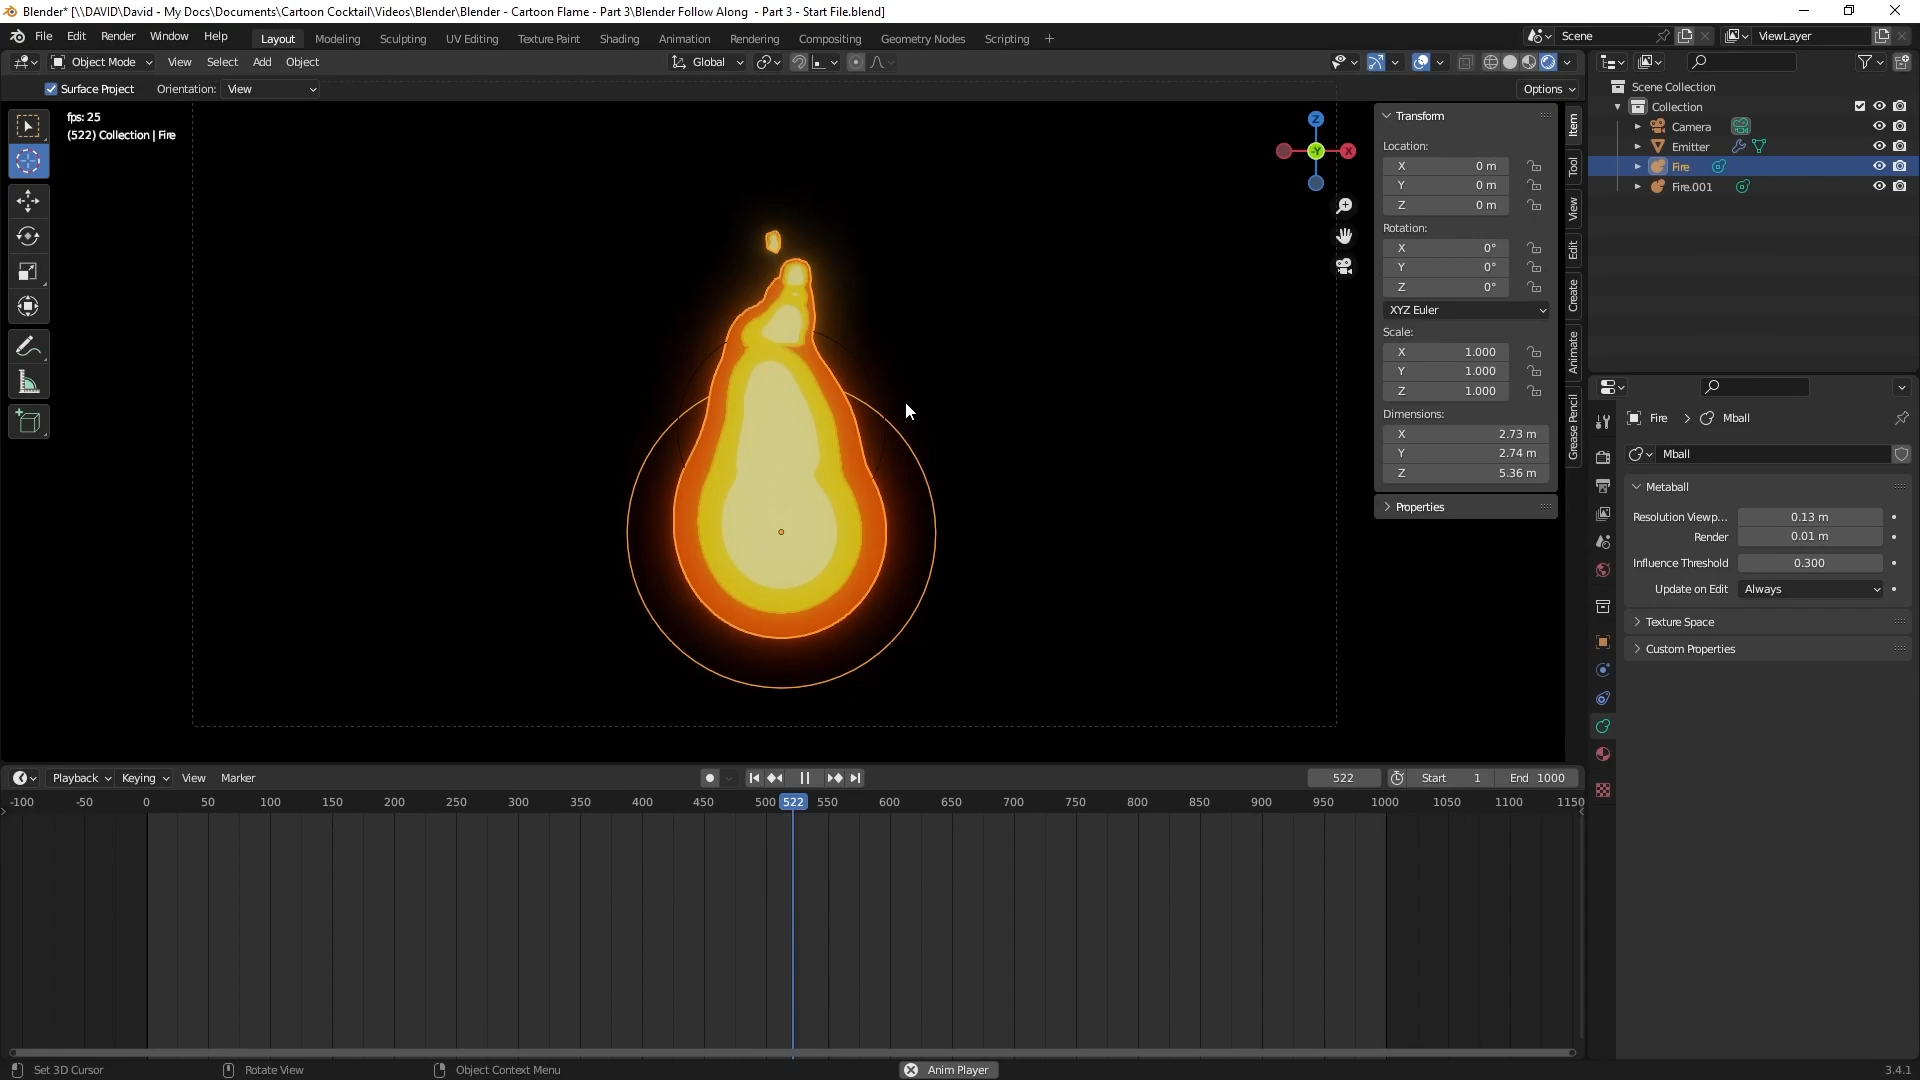 Blender* [\\DAVID\David - My Docs\Documents\Cartoon Cocktail\Videos\Blender\Blender - Cartoon Flame - Part 3\Blender Follow Along  - Part 3 - Start File.blend]
File Edit Render Window Help Layout Modeling Sculpting UV Editing Texture Paint Shading Animation Rendering Compositing Geometry Nodes Scripting + Scene ViewLayer
Object Mode View Select Add Object Global
Surface Project Orientation: View Options
fps: 25
(522) Collection | Fire
Z
-Y X
Transform
Location:
X 0 m
Y 0 m
Z 0 m
Rotation:
X 0°
Y 0°
Z 0°
XYZ Euler
Scale:
X 1.000
Y 1.000
Z 1.000
Dimensions:
X 2.73 m
Y 2.74 m
Z 5.36 m
Properties
Item
Tool
View
Edit
Create
Animate
Grease Pencil
Scene Collection
Collection
Camera
Emitter
Fire
Fire.001
Fire > Mball
Mball
Metaball
Resolution Viewp... 0.13 m
Render 0.01 m
Influence Threshold 0.300
Update on Edit Always
Texture Space
Custom Properties
Playback Keying View Marker 522 Start 1 End 1000
-100 -50 0 50 100 150 200 250 300 350 400 450 500 522 550 600 650 700 750 800 850 900 950 1000 1050 1100 1150
Set 3D Cursor Rotate View Object Context Menu Anim Player 3.4.1